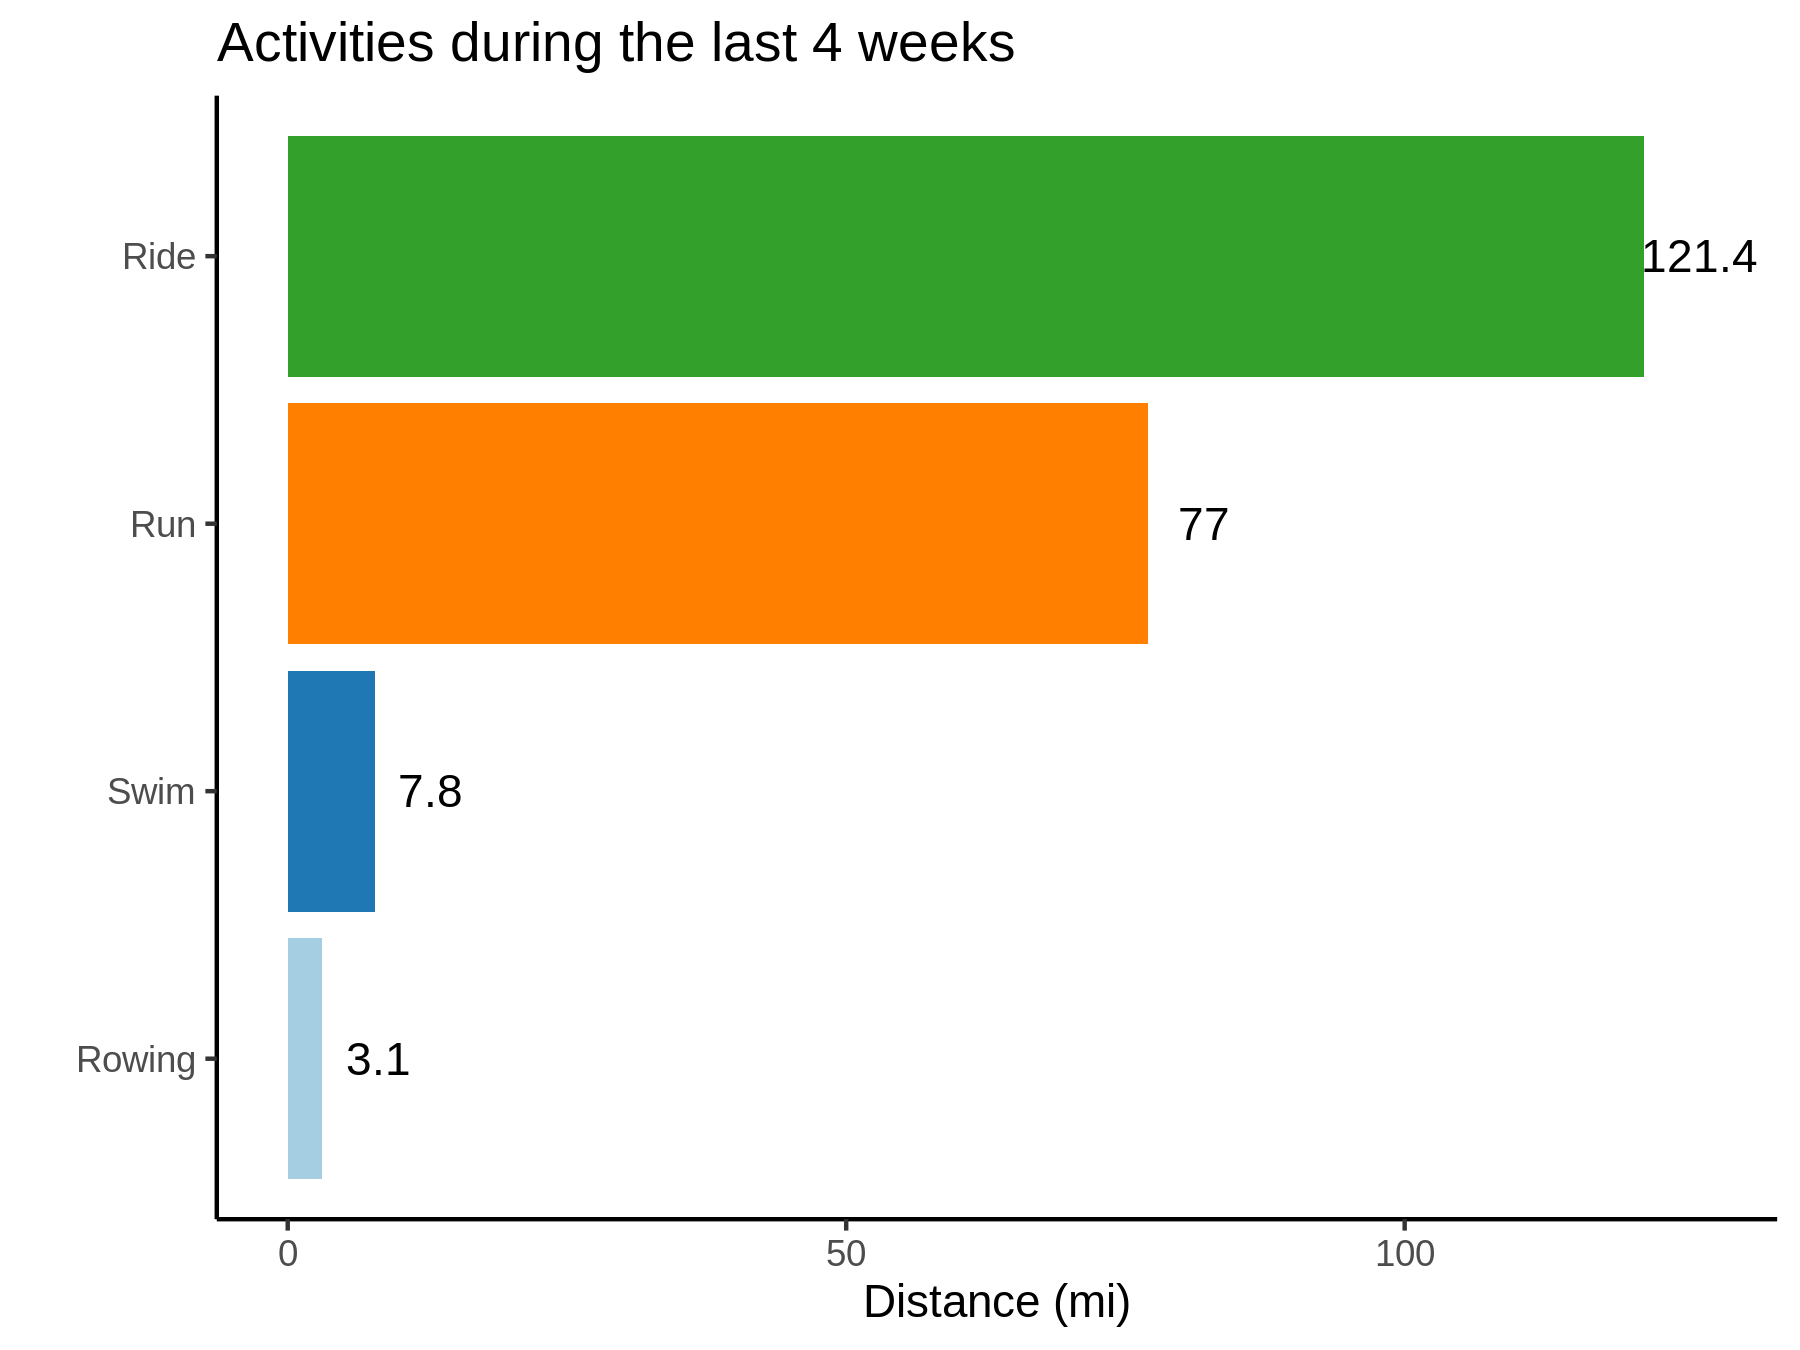 Activities during the last 4 weeks
Ride
121.4
Run
77
Swim
7.8
Rowing
3.1
0 50 100
Distance (mi)